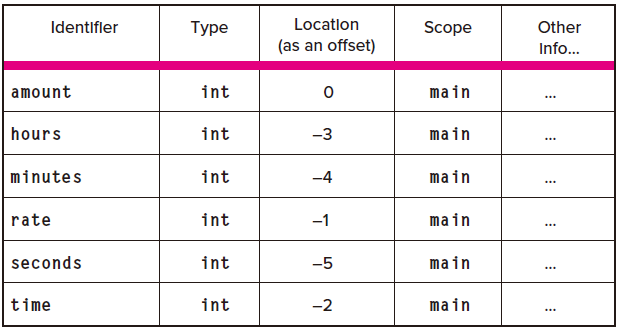 Identifier Type Location (as an offset) Scope Other Info...
amount int 0 main ...
hours int –3 main ...
minutes int –4 main ...
rate int –1 main ...
seconds int –5 main ...
time int –2 main ...